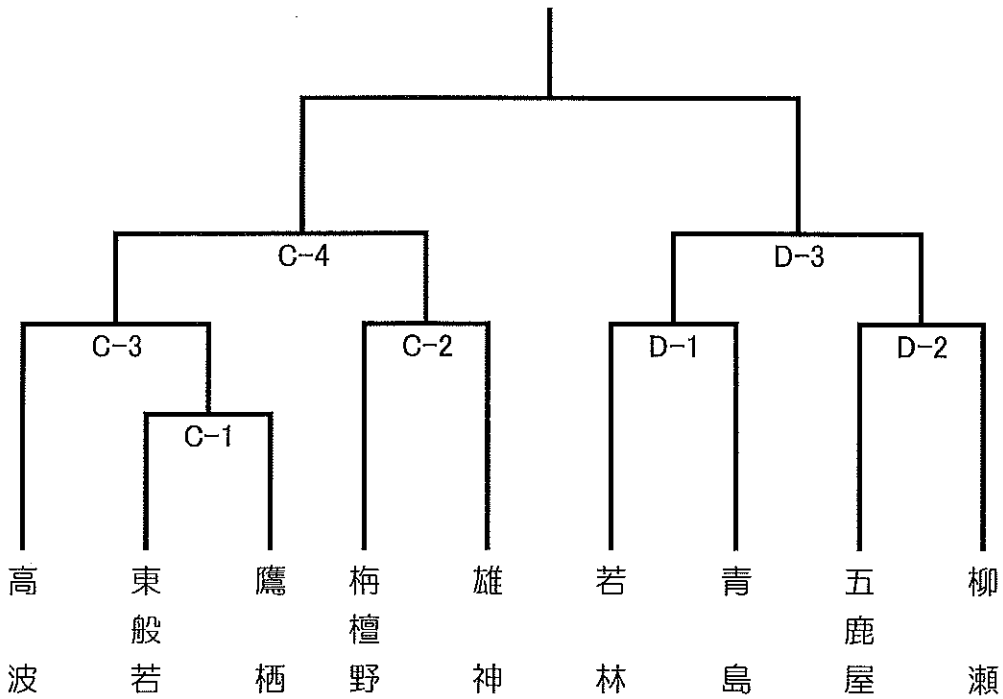 C-4
D-3
C-3
C-2
D-1
D-2
C-1
高波
東般若
鷹栖
栴檀野
雄神
若林
青島
五鹿屋
柳瀬